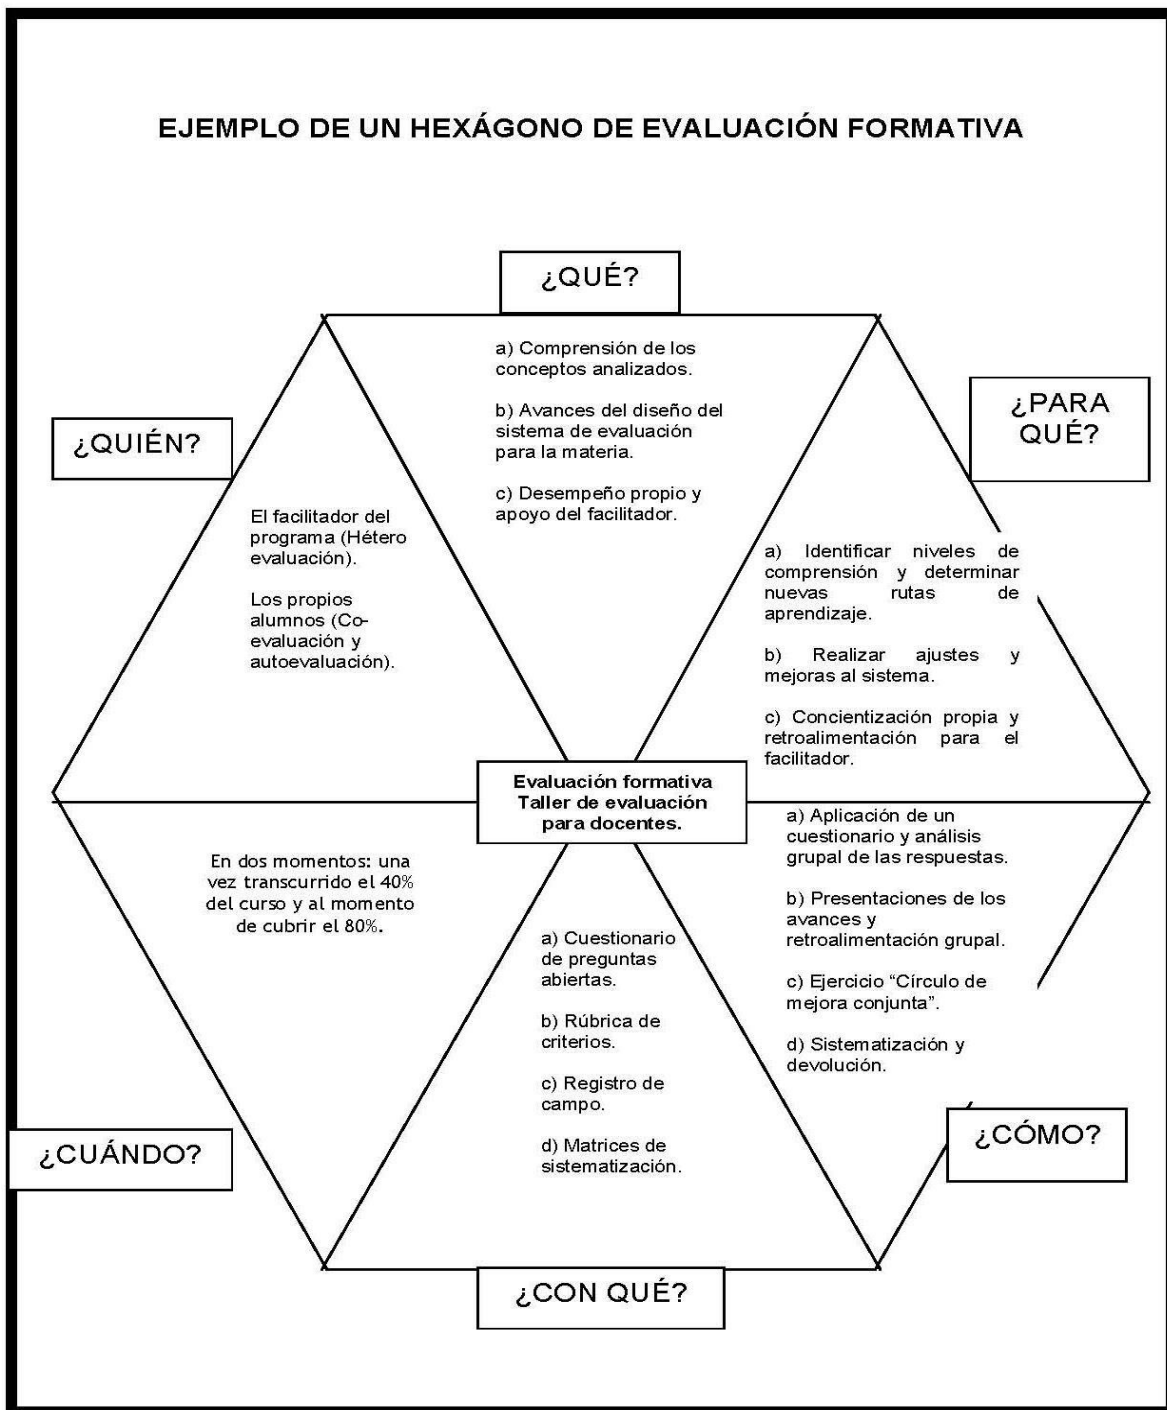 EJEMPLO DE UN HEXÁGONO DE EVALUACIÓN FORMATIVA
¿QUÉ?
a) Comprensión de los
conceptos analizados.
b) Avances del diseño del
sistema de evaluación
para la materia.
c) Desempeño propio y
apoyo del facilitador.
¿PARA
QUÉ?
a) Identificar niveles de
comprensión y determinar
nuevas rutas de
aprendizaje.
b) Realizar ajustes y
mejoras al sistema.
c) Concientización propia y
retroalimentación para el
facilitador.
¿QUIÉN?
El facilitador del
programa (Hétero
evaluación).
Los propios
alumnos (Co-
evaluación y
autoevaluación).
Evaluación formativa
Taller de evaluación
para docentes.
a) Aplicación de un
cuestionario y análisis
grupal de las respuestas.
b) Presentaciones de los
avances y
retroalimentación grupal.
c) Ejercicio “Círculo de
mejora conjunta”.
d) Sistematización y
devolución.
¿CÓMO?
En dos momentos: una
vez transcurrido el 40%
del curso y al momento
de cubrir el 80%.
¿CUÁNDO?
a) Cuestionario
de preguntas
abiertas.
b) Rúbrica de
criterios.
c) Registro de
campo.
d) Matrices de
sistematización.
¿CON QUÉ?